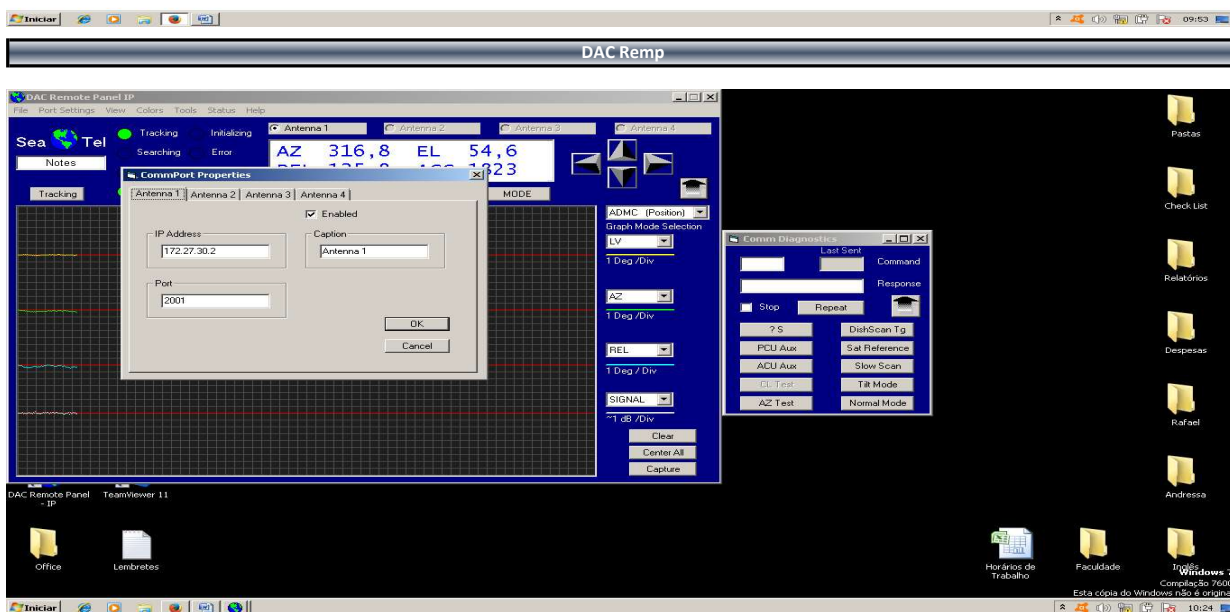 Iniciar
09:53
DAC Remp
DAC Remote Panel IP
File Port Settings View Colors Tools Status Help
Sea Tel
Notes
Tracking
Tracking Initializing
Searching Error
Antenna 1 Antenna 2 Antenna 3 Antenna 4
AZ 316,8 EL 54,6
MODE
CommPort Properties
Antenna 1 Antenna 2 Antenna 3 Antenna 4
Enabled
IP Address
172.27.30.2
Caption
Antenna 1
Port
2001
OK
Cancel
ADMC (Position)
Graph Mode Selection
LV
1 Deg /Div
AZ
1 Deg /Div
REL
1 Deg / Div
SIGNAL
~1 dB /Div
Clear
Center All
Capture
Comm Diagnostics
Last Sent
Command
Response
Stop Repeat
? S DishScan Tg
PCU Aux Sat Reference
ACU Aux Slow Scan
CL Test Tilt Mode
AZ Test Normal Mode
Pastas
Check List
Relatórios
Despesas
Rafael
Andressa
DAC Remote Panel - IP
TeamViewer 11
Office
Lembretes
Horários de Trabalho
Faculdade
Inglês
Windows 7
Compilação 7600
Esta cópia do Windows não é origina
Iniciar
10:24